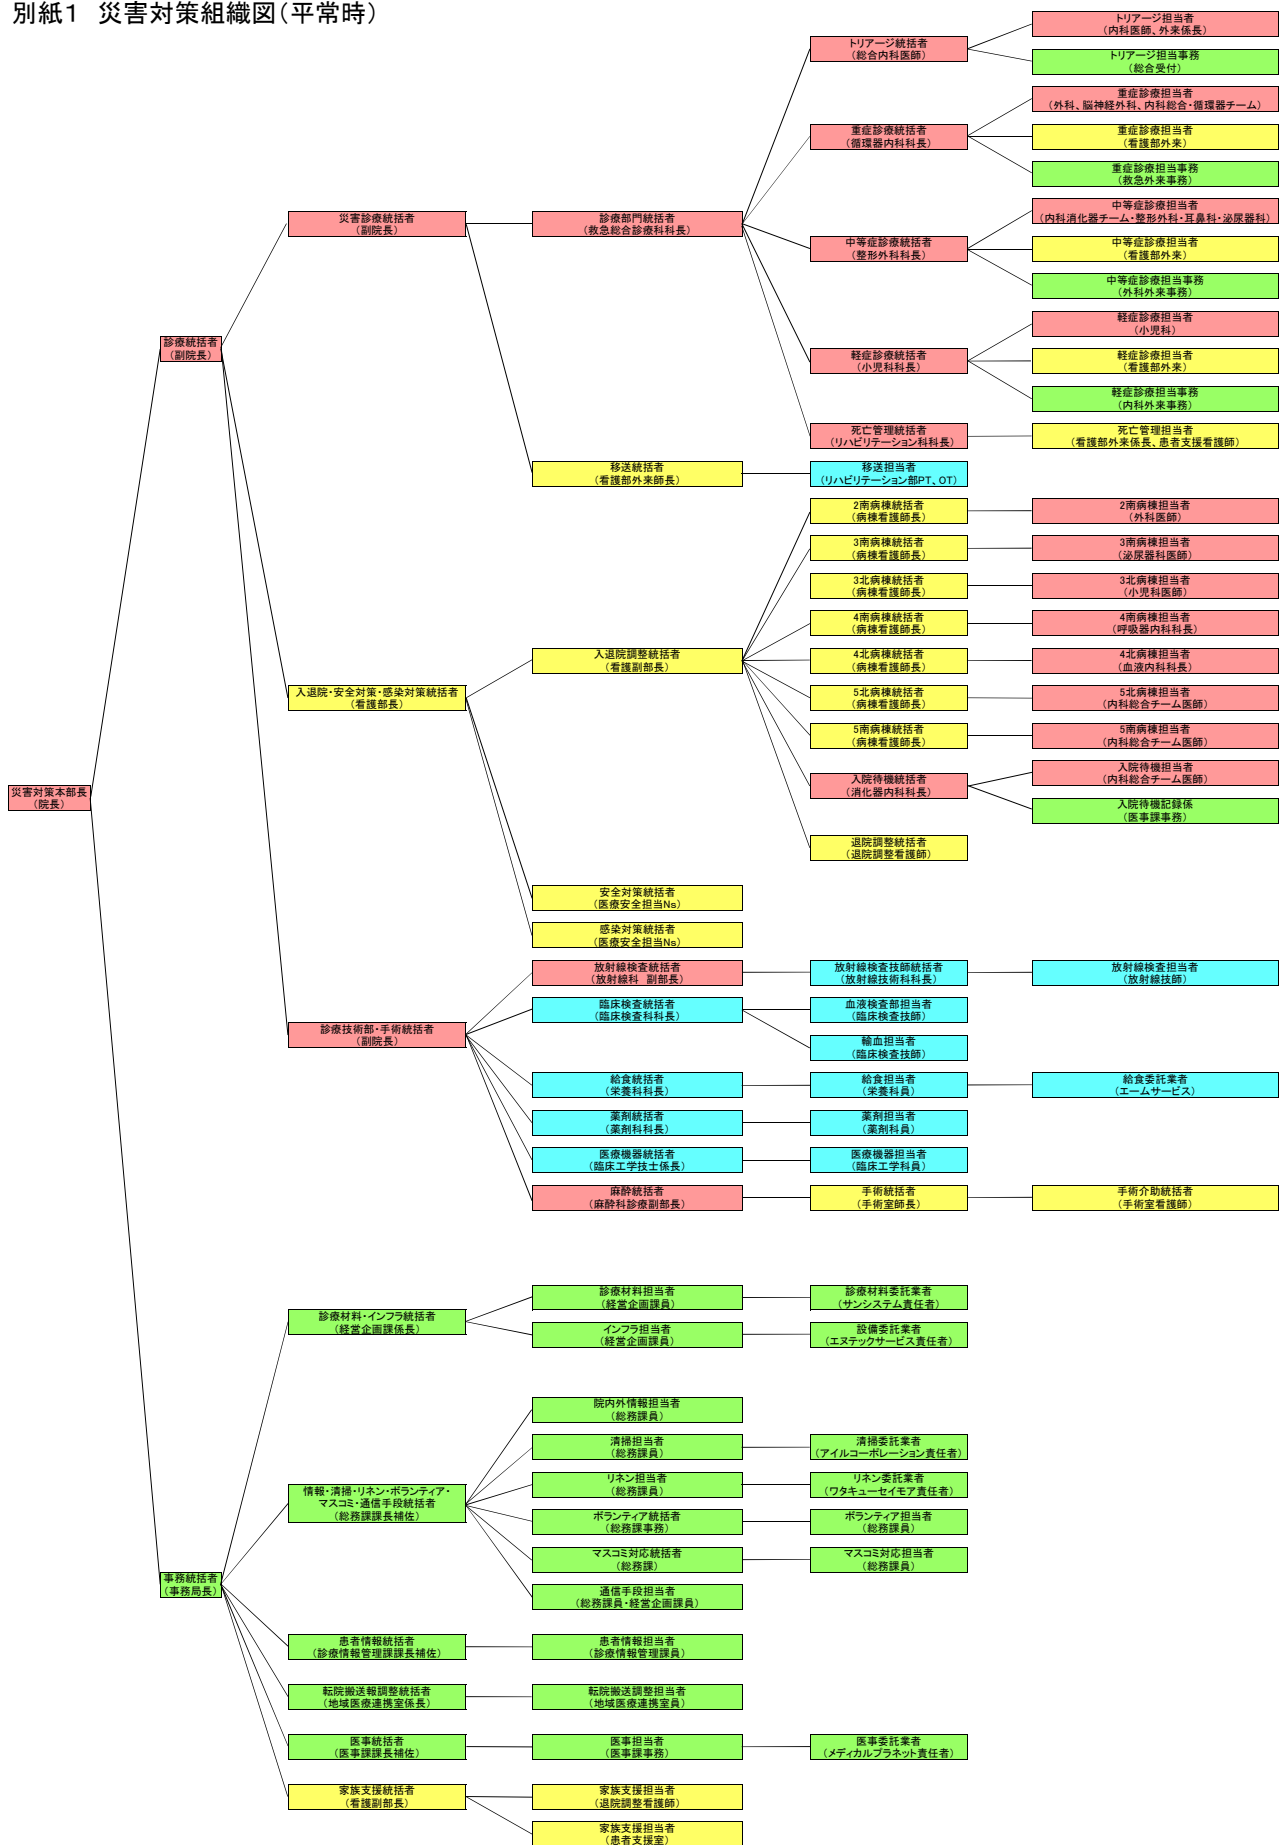 別紙1 災害対策組織図(平常時)
トリアージ担当者
(内科医師、外来係長)
トリアージ統括者
(総合内科医師)
トリアージ担当事務
(総合受付)
重症診療担当者
(外科、脳神経外科、内科総合・循環器チーム)
重症診療統括者
(循環器内科科長)
重症診療担当者
(看護部外来)
重症診療担当事務
(救急外来事務)
災害診療統括者
(副院長)
診療部門統括者
(救急総合診療科科長)
中等症診療担当者
(内科消化器チーム・整形外科・耳鼻科・泌尿器科)
中等症診療統括者
(整形外科科長)
中等症診療担当者
(看護部外来)
中等症診療担当事務
(外科外来事務)
軽症診療担当者
(小児科)
診療統括者
(副院長)
軽症診療統括者
(小児科科長)
軽症診療担当者
(看護部外来)
軽症診療担当事務
(内科外来事務)
死亡管理統括者
(リハビリテーション科科長)
死亡管理担当者
(看護部外来係長、患者支援看護師)
移送統括者
(看護部外来師長)
移送担当者
(リハビリテーション部PT、OT)
2南病棟統括者
(病棟看護師長)
2南病棟担当者
(外科医師)
3南病棟統括者
(病棟看護師長)
3南病棟担当者
(泌尿器科医師)
3北病棟統括者
(病棟看護師長)
3北病棟担当者
(小児科医師)
4南病棟統括者
(病棟看護師長)
4南病棟担当者
(呼吸器内科科長)
入退院調整統括者
(看護副部長)
4北病棟統括者
(病棟看護師長)
4北病棟担当者
(血液内科科長)
入退院・安全対策・感染対策統括者
(看護部長)
5北病棟統括者
(病棟看護師長)
5北病棟担当者
(内科総合チーム医師)
5南病棟統括者
(病棟看護師長)
5南病棟担当者
(内科総合チーム医師)
災害対策本部長
(院長)
入院待機統括者
(消化器内科科長)
入院待機担当者
(内科総合チーム医師)
入院待機記録係
(医事課事務)
退院調整統括者
(退院調整看護師)
安全対策統括者
(医療安全担当Ns)
感染対策統括者
(医療安全担当Ns)
放射線検査統括者
(放射線科 副部長)
放射線検査技師統括者
(放射線技術科科長)
放射線検査担当者
(放射線技師)
臨床検査統括者
(臨床検査科科長)
血液検査部担当者
(臨床検査技師)
診療技術部・手術統括者
(副院長)
輸血担当者
(臨床検査技師)
給食統括者
(栄養科科長)
給食担当者
(栄養科員)
給食委託業者
(エームサービス)
薬剤統括者
(薬剤科科長)
薬剤担当者
(薬剤科員)
医療機器統括者
(臨床工学技士係長)
医療機器担当者
(臨床工学科員)
麻酔統括者
(麻酔科診療副部長)
手術統括者
(手術室師長)
手術介助統括者
(手術室看護師)
診療材料・インフラ統括者
(経営企画課係長)
診療材料担当者
(経営企画課員)
診療材料委託業者
(サンシステム責任者)
インフラ担当者
(経営企画課員)
設備委託業者
(エヌテックサービス責任者)
院内外情報担当者
(総務課員)
清掃担当者
(総務課員)
清掃委託業者
(アイルコーポレーション責任者)
情報・清掃・リネン・ボランティア・
マスコミ・通信手段統括者
(総務課課長補佐)
リネン担当者
(総務課員)
リネン委託業者
(ワタキューセイモア責任者)
ボランティア統括者
(総務課事務)
ボランティア担当者
(総務課員)
マスコミ対応統括者
(総務課)
マスコミ対応担当者
(総務課員)
事務統括者
(事務局長)
通信手段担当者
(総務課員・経営企画課員)
患者情報統括者
(診療情報管理課課長補佐)
患者情報担当者
(診療情報管理課員)
転院搬送報調整統括者
(地域医療連携室係長)
転院搬送調整担当者
(地域医療連携室員)
医事統括者
(医事課課長補佐)
医事担当者
(医事課事務)
医事委託業者
(メディカルプラネット責任者)
家族支援統括者
(看護副部長)
家族支援担当者
(退院調整看護師)
家族支援担当者
(患者支援室)